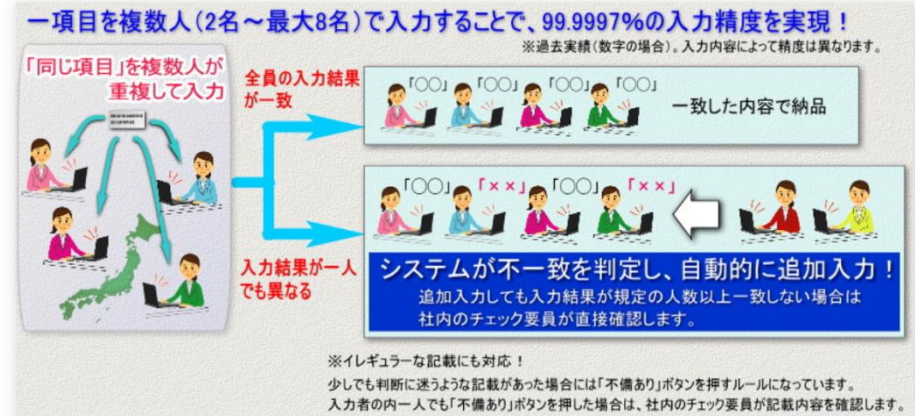 一項目を複数人(2名～最大8名)で入力することで、99.9997%の入力精度を実現!
※過去実績(数字の場合)。入力内容によって精度は異なります。
「同じ項目」を複数人が
重複して入力
全員の入力結果
が一致
「○○」「○○」「○○」「○○」
一致した内容で納品
入力結果が一人
でも異なる
「○○」「××」「○○」「××」
システムが不一致を判定し、自動的に追加入力!
追加入力しても入力結果が規定の人数以上一致しない場合は
社内のチェック要員が直接確認します。
※イレギュラーな記載にも対応!
少しでも判断に迷うような記載があった場合には「不備あり」ボタンを押すルールになっています。
入力者の内一人でも「不備あり」ボタンを押した場合は、社内のチェック要員が記載内容を確認します。